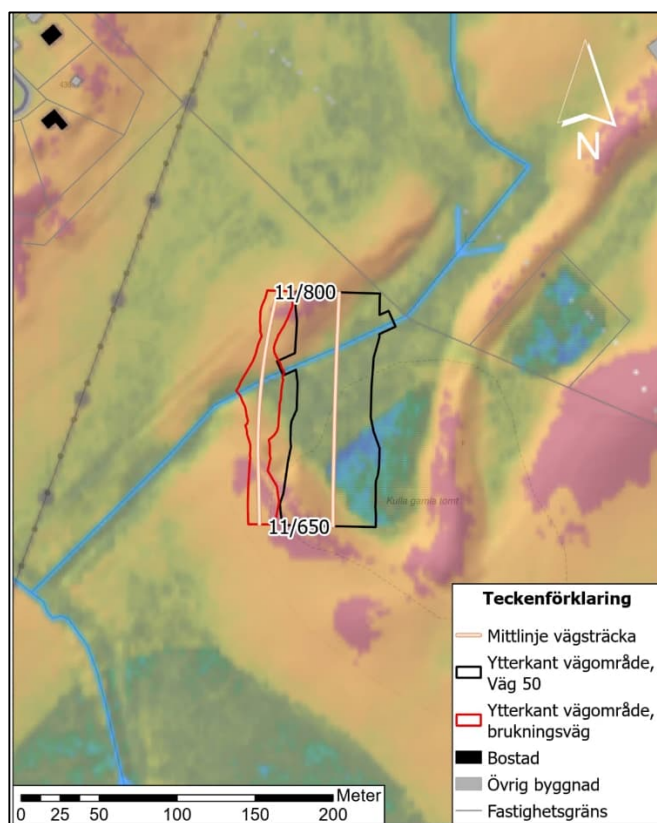 N
11/800
Kulla gamla tomt
11/650
Teckenförklaring
Mittlinje vägsträcka
Ytterkant vägområde,
Väg 50
Ytterkant vägområde,
brukningsväg
Bostad
Övrig byggnad
Fastighetsgräns
Meter
0 25 50 100 150 200